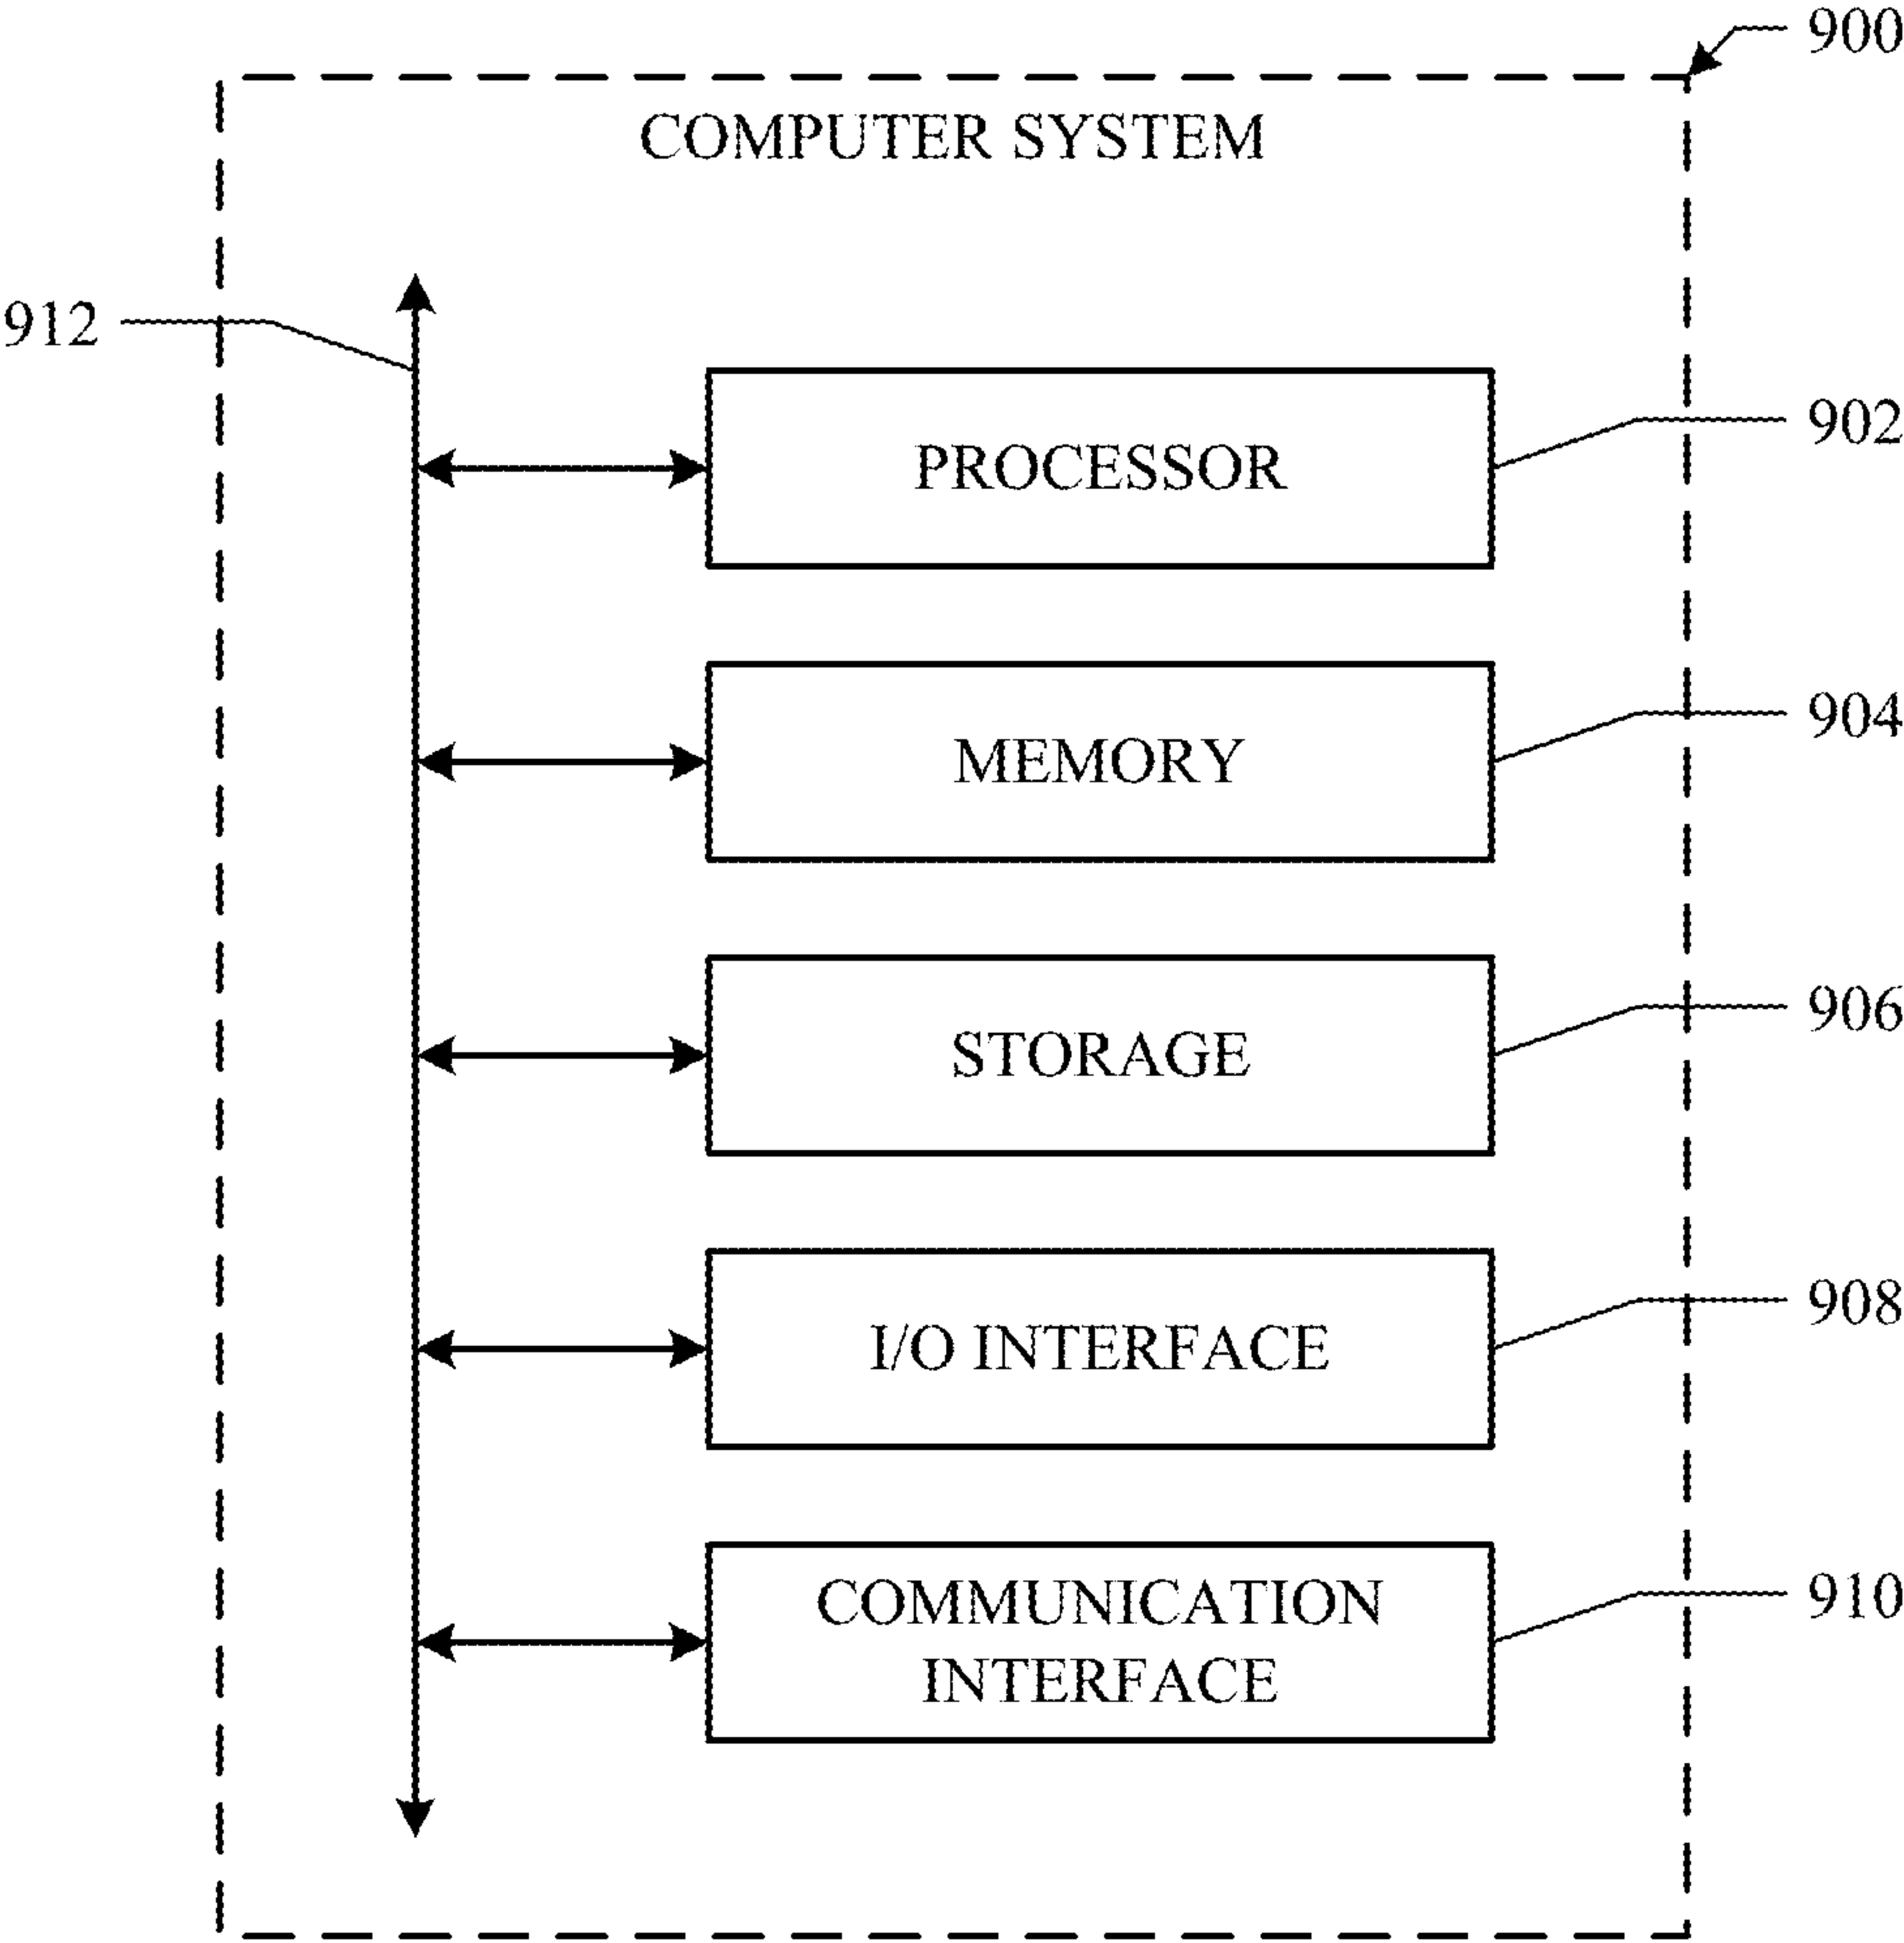 900
COMPUTER SYSTEM
912
902
PROCESSOR
904
MEMORY
906
STORAGE
908
I/O INTERFACE
910
COMMUNICATION
INTERFACE